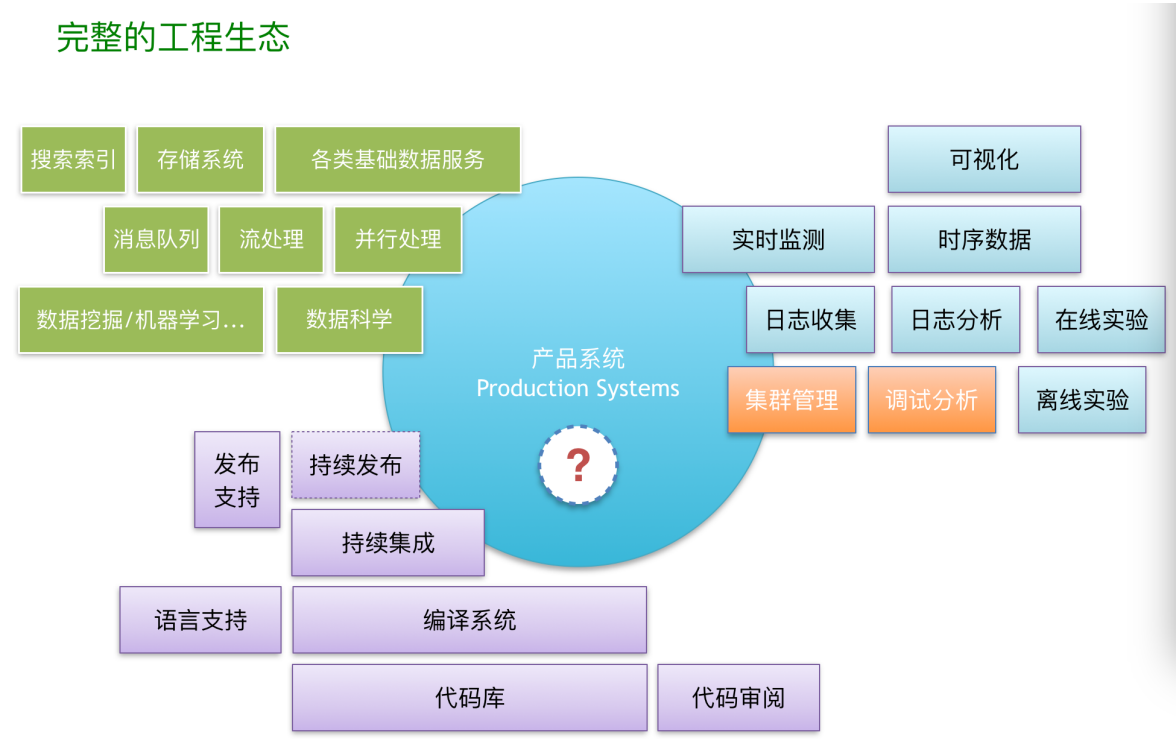 完整的工程生态
搜索索引
存储系统
各类基础数据服务
消息队列
流处理
并行处理
数据挖掘/机器学习...
数据科学
可视化
实时监测
时序数据
日志收集
日志分析
在线实验
集群管理
调试分析
离线实验
产品系统
Production Systems
?
发布
支持
持续发布
持续集成
语言支持
编译系统
代码库
代码审阅